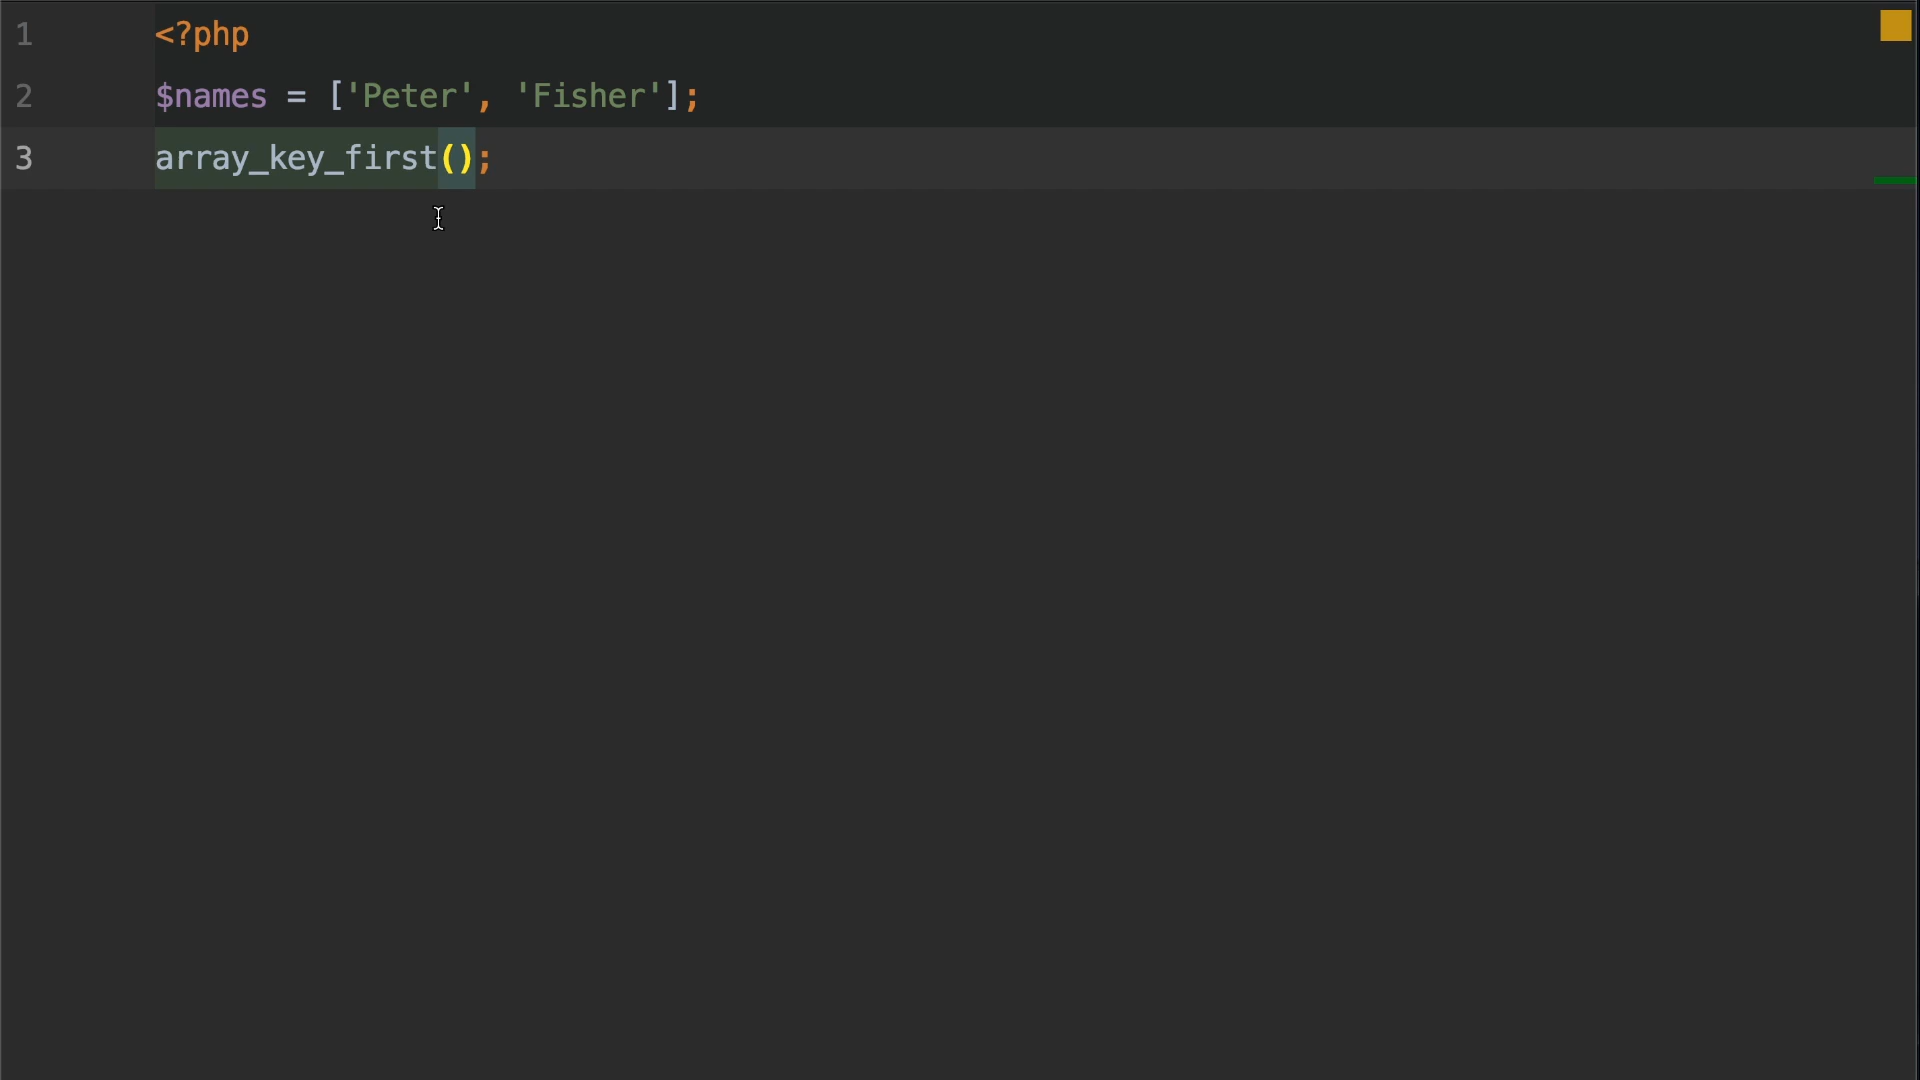 1 <?php
2 $names = ['Peter', 'Fisher'];
3 array_key_first();